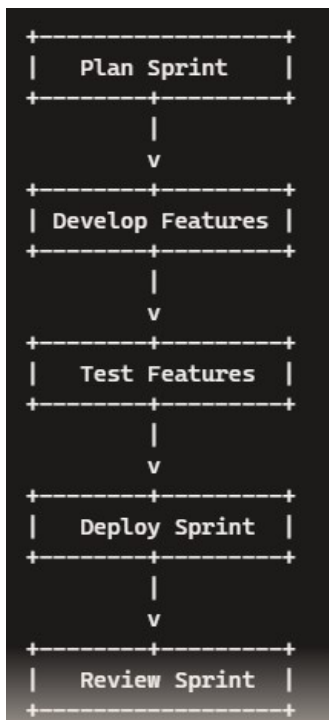 +------------------+
|   Plan Sprint    |
+--------+---------+
         |
         v
+--------+---------+
| Develop Features |
+--------+---------+
         |
         v
+--------+---------+
|   Test Features  |
+--------+---------+
         |
         v
+--------+---------+
|   Deploy Sprint  |
+--------+---------+
         |
         v
+--------+---------+
|   Review Sprint  |
+------------------+